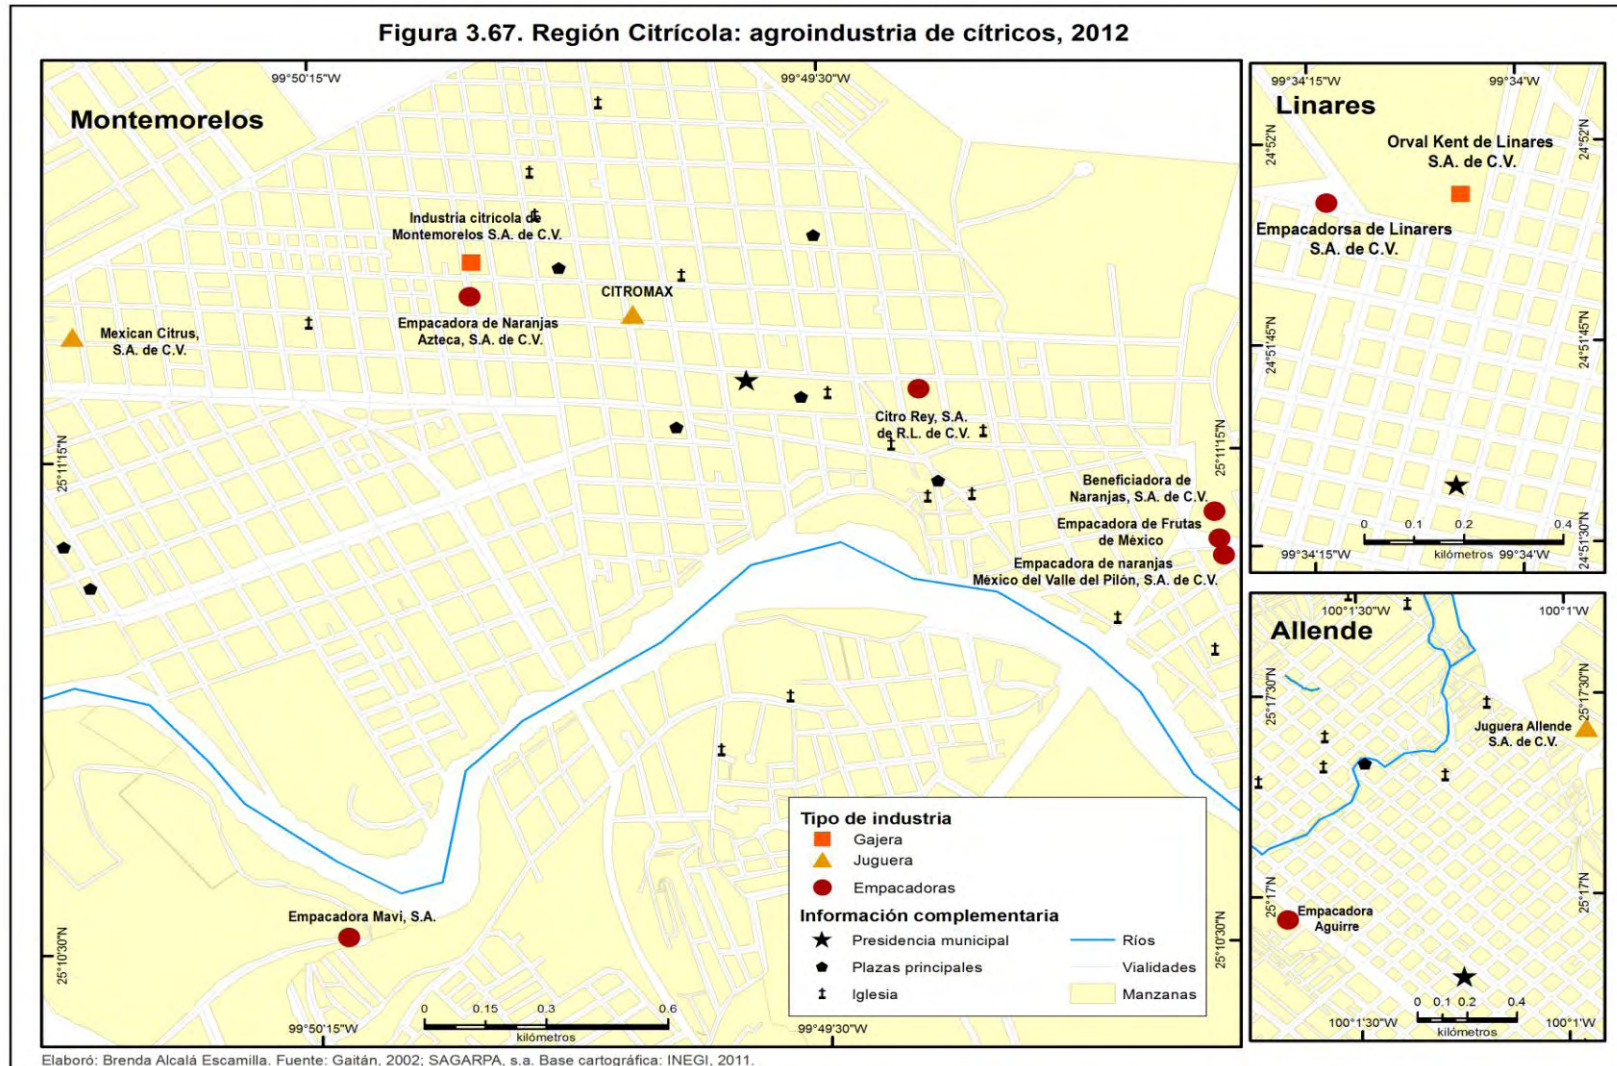 Figura 3.67. Región Citrícola: agroindustria de cítricos, 2012
99°50'15"W
99°49'30"W
Montemorelos
Industria citricola de
Montemorelos S.A. de C.V.
CITROMAX
Mexican Citrus,
S.A. de C.V.
Empacadora de Naranjas
Azteca, S.A. de C.V.
Citro Rey, S.A.
de R.L. de C.V.
25°11'15"N
25°11'15"N
Beneficiadora de
Naranjas, S.A. de C.V.
Empacadora de Frutas
de México
Empacadora de naranjas
México del Valle del Pilón, S.A. de C.V.
Empacadora Mavi, S.A.
25°10'30"N
25°10'30"N
Tipo de industria
Gajera
Juguera
Empacadoras
Información complementaria
Presidencia municipal
Plazas principales
Iglesia
Ríos
Vialidades
Manzanas
0 0.15 0.3 0.6
kilómetros
99°50'15"W
99°49'30"W
99°34'15"W
99°34'W
Linares
24°52'N
24°52'N
Orval Kent de Linares
S.A. de C.V.
Empacadorsa de Linarers
S.A. de C.V.
24°51'45"N
24°51'45"N
0 0.1 0.2 0.4
kilómetros
99°34'15"W
99°34'W
24°51'30"N
100°1'30"W
100°1'W
Allende
25°17'30"N
25°17'30"N
Juguera Allende
S.A. de C.V.
25°17'N
25°17'N
Empacadora
Aguirre
0 0.1 0.2 0.4
kilómetros
100°1'30"W
100°1'W
Elaboró: Brenda Alcalá Escamilla. Fuente: Gaitán, 2002; SAGARPA, s.a. Base cartográfica: INEGI, 2011.